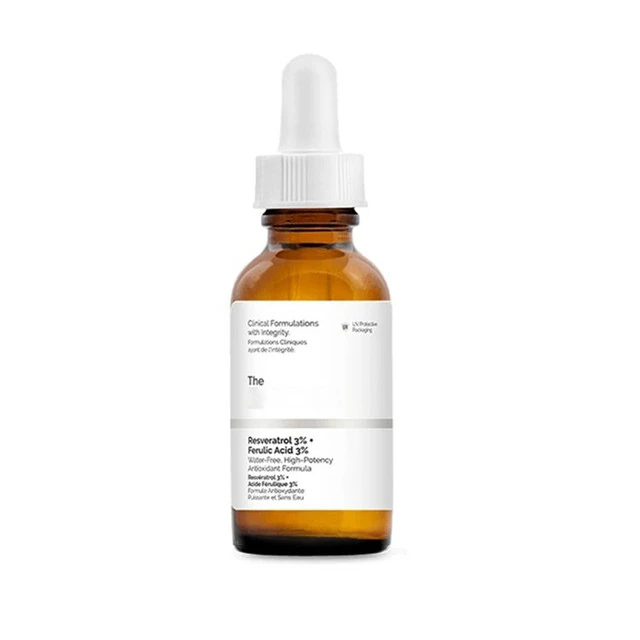 Clinical Formulations
with Integrity.
Formulations Cliniques
ayant de l'intégrité.
UV Protective
Packaging
The
Resveratrol 3% +
Ferulic Acid 3%
Water-Free, High-Potency
Antioxidant Formula
Resvératrol 3% +
Acide Férulique 3%
Formule Antioxydante
Puissante et Sans Eau